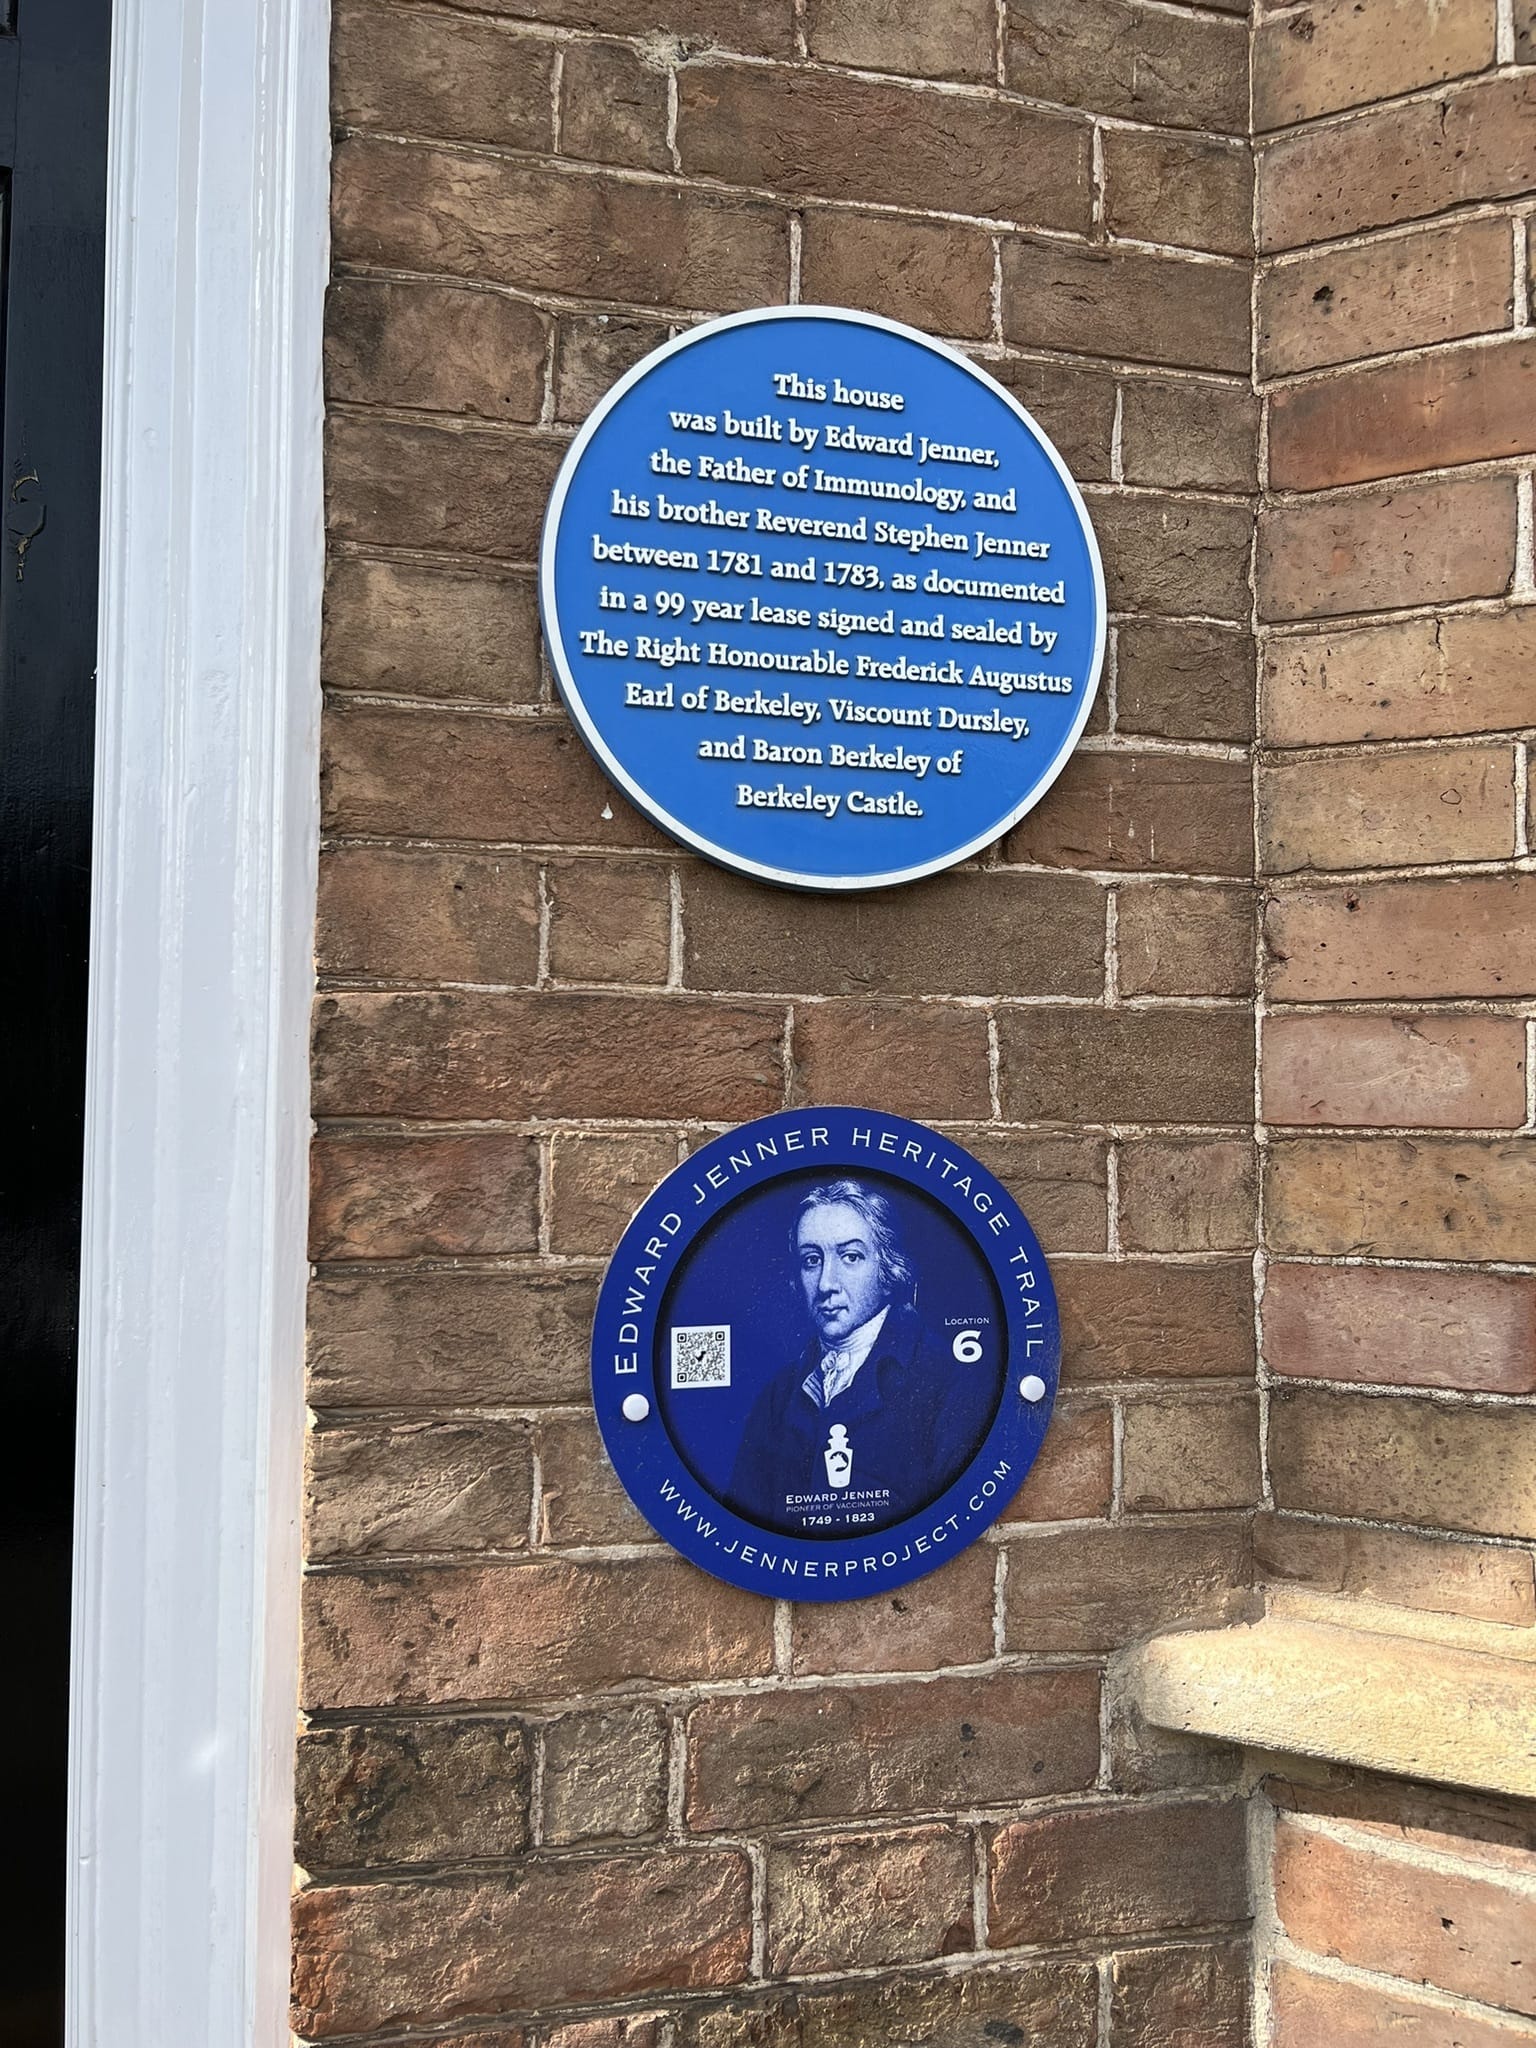 This house
was built by Edward Jenner,
the Father of Immunology, and
his brother Reverend Stephen Jenner
between 1781 and 1783, as documented
in a 99 year lease signed and sealed by
The Right Honourable Frederick Augustus
Earl of Berkeley, Viscount Dursley,
and Baron Berkeley of
Berkeley Castle.
EDWARD JENNER HERITAGE TRAIL
LOCATION
6
EDWARD JENNER
PIONEER OF VACCINATION
1749 - 1823
WWW.JENNERPROJECT.COM